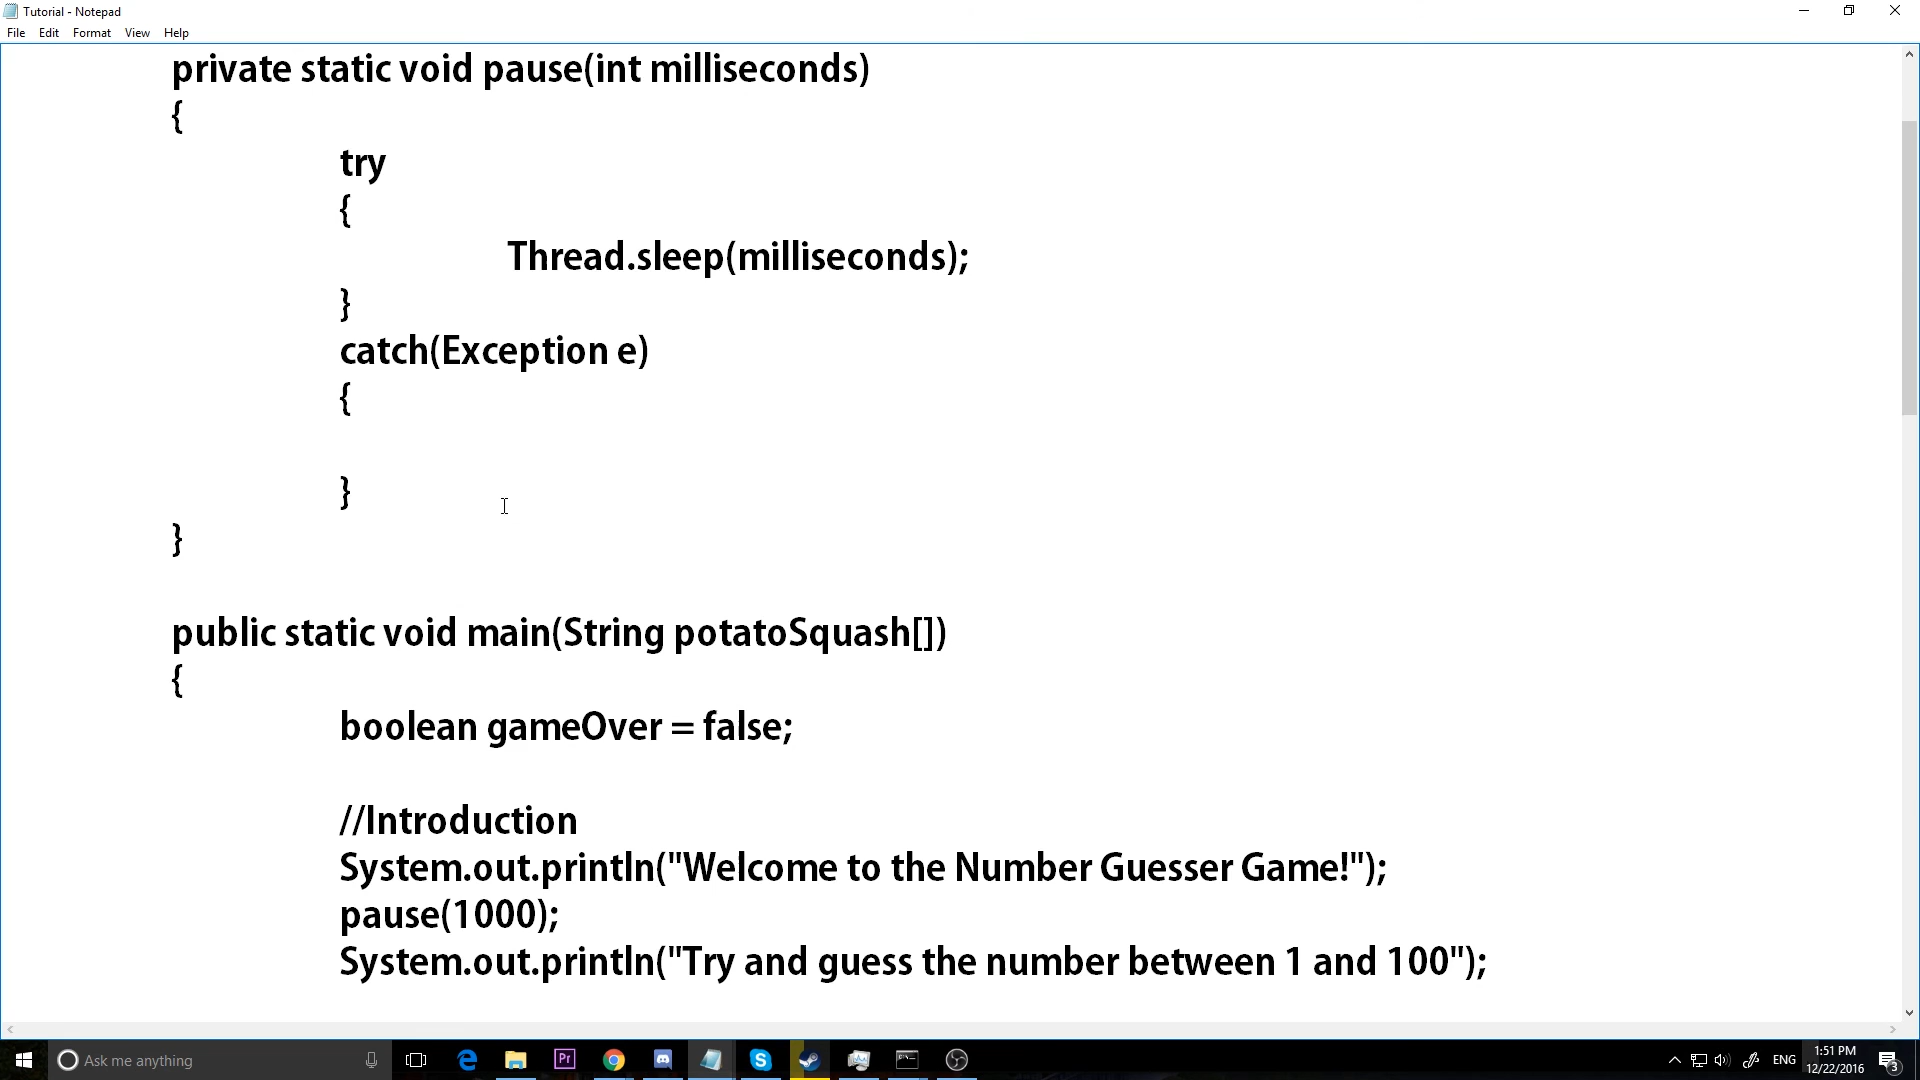 Tutorial - Notepad
File Edit Format View Help
private static void pause(int milliseconds)
{
try
{
Thread.sleep(milliseconds);
}
catch(Exception e)
{
}
}
public static void main(String potatoSquash[])
{
boolean gameOver = false;
//Introduction
System.out.println("Welcome to the Number Guesser Game!");
pause(1000);
System.out.println("Try and guess the number between 1 and 100");
Ask me anything
Pr
ENG
1:51 PM
12/22/2016
3